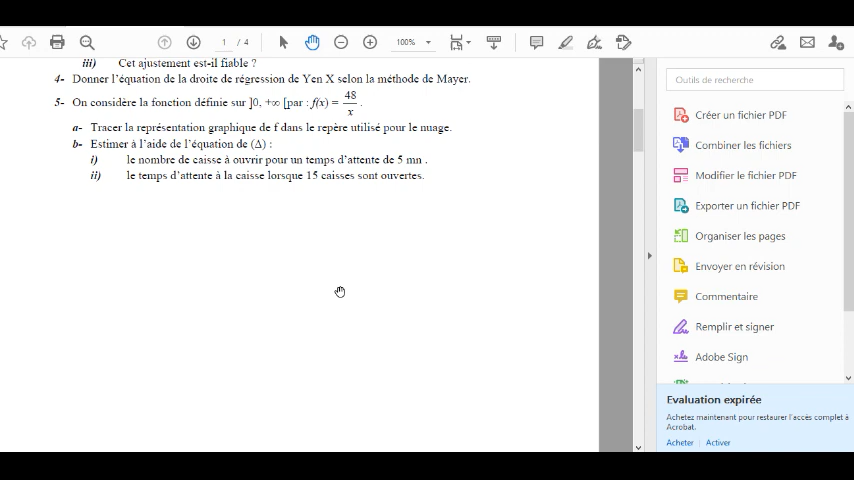 1 / 4
100%
iii) Cet ajustement est-il fiable ?
4- Donner l'équation de la droite de régression de Yen X selon la méthode de Mayer.
5- On considère la fonction définie sur ]0, +∞ [par : f(x) = 48/x .
a- Tracer la représentation graphique de f dans le repère utilisé pour le nuage.
b- Estimer à l'aide de l'équation de (Δ) :
i) le nombre de caisse à ouvrir pour un temps d'attente de 5 mn .
ii) le temps d'attente à la caisse lorsque 15 caisses sont ouvertes.
Outils de recherche
Créer un fichier PDF
Combiner les fichiers
Modifier le fichier PDF
Exporter un fichier PDF
Organiser les pages
Envoyer en révision
Commentaire
Remplir et signer
Adobe Sign
Evaluation expirée
Achetez maintenant pour restaurer l'accès complet à
Acrobat.
Acheter Activer